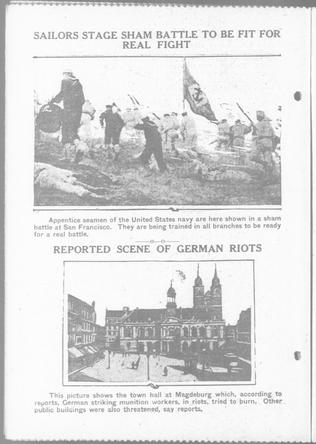 SAILORS STAGE SHAM BATTLE TO BE FIT FOR
REAL FIGHT
Appentice seamen of the United States navy are here shown in a sham
battle at San Francisco. They are being trained in all branches to be ready
for a real battle.
REPORTED SCENE OF GERMAN RIOTS
This picture shows the town hall at Magdeburg which, according to
reports, German striking munition workers, in riots, tried to burn. Other
public buildings were also threatened, say reports.